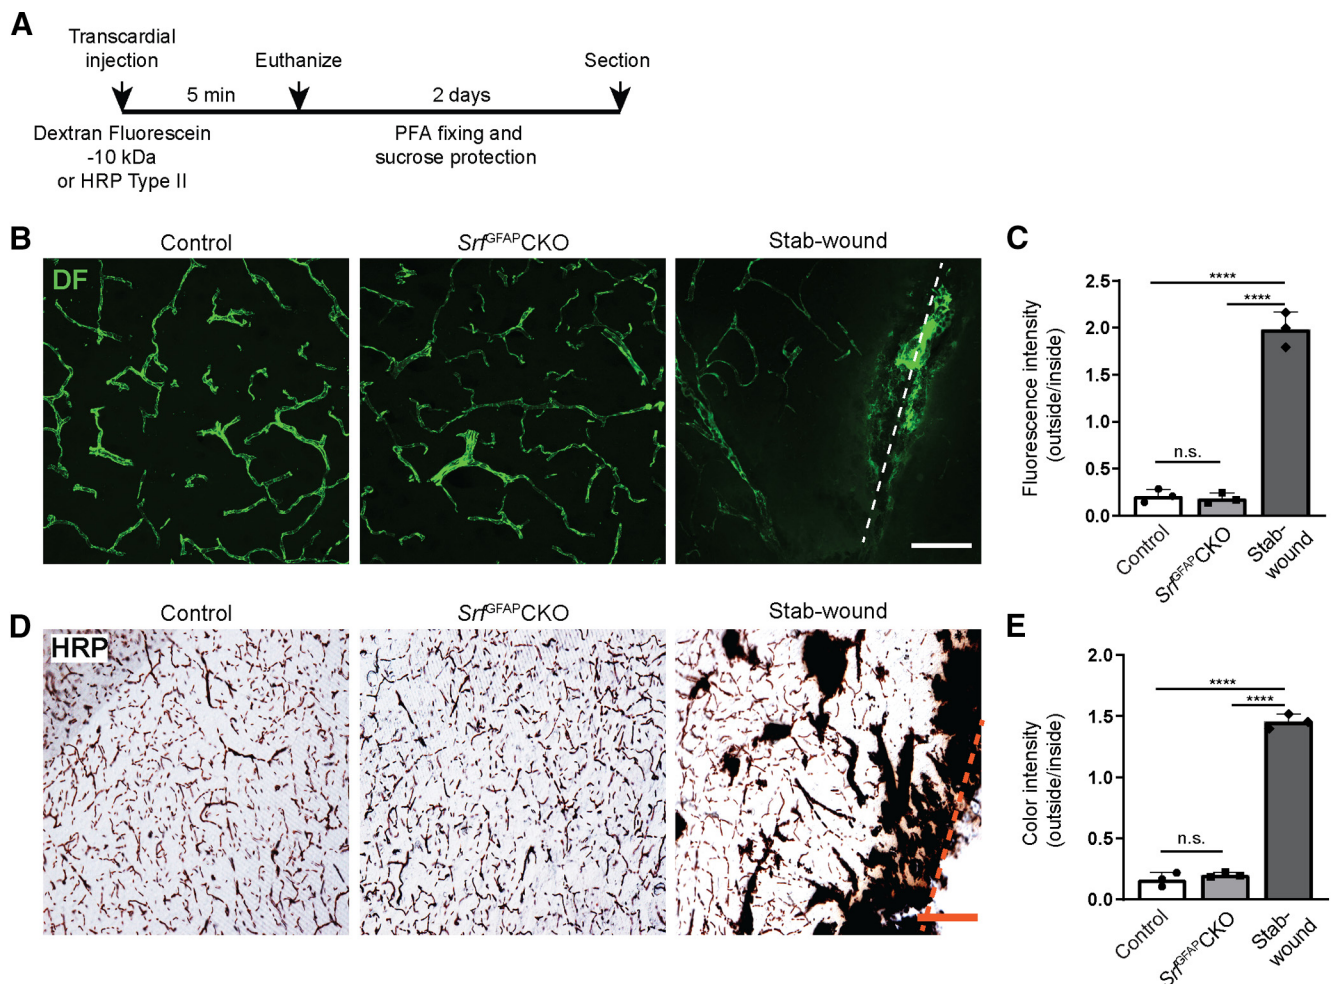 A
Transcardial
injection
Euthanize
Section
5 min
2 days
Dextran Fluorescein
-10 kDa
or HRP Type II
PFA fixing and
sucrose protection
B
Control
SrfGFAPCKO
Stab-wound
DF
C
Fluorescence intensity
(outside/inside)
2.5
2.0
1.5
1.0
0.5
0.0
****
****
n.s.
Control
SrfGFAPCKO
Stab-
wound
D
Control
SrfGFAPCKO
Stab-wound
HRP
E
Color intensity
(outside/inside)
2.0
1.5
1.0
0.5
0.0
****
****
n.s.
Control
SrfGFAPCKO
Stab-
wound